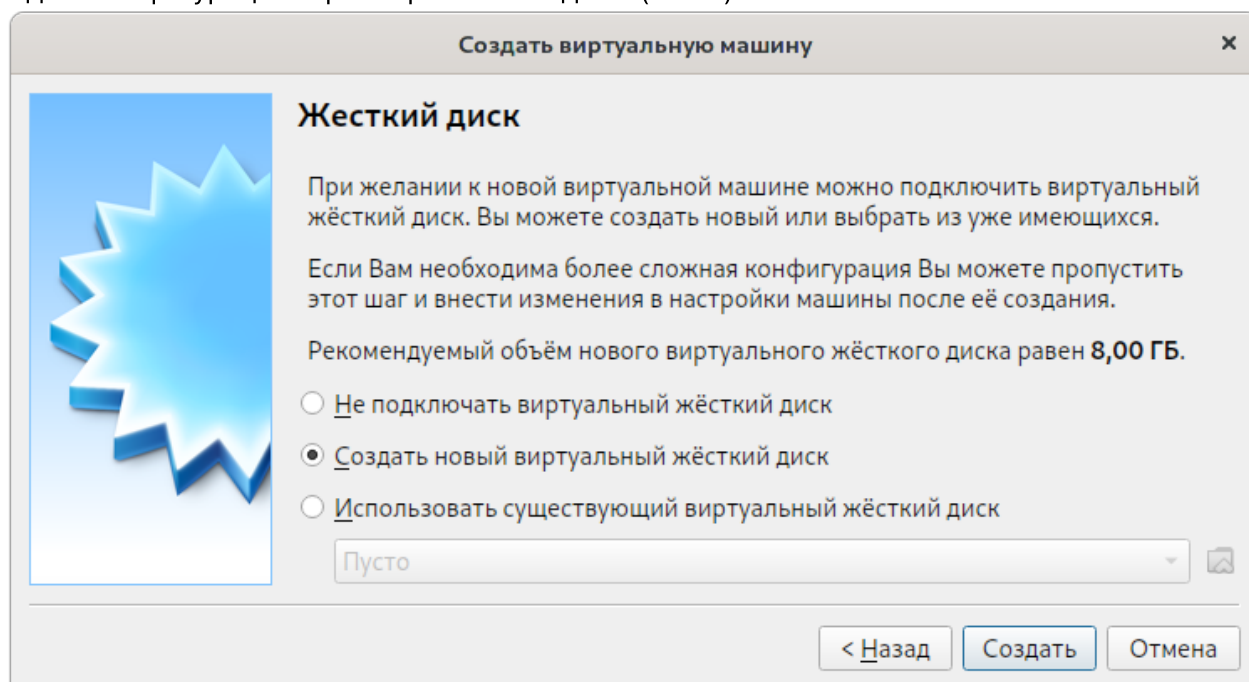 Создать виртуальную машину
Жесткий диск
При желании к новой виртуальной машине можно подключить виртуальный
жёсткий диск. Вы можете создать новый или выбрать из уже имеющихся.
Если Вам необходима более сложная конфигурация Вы можете пропустить
этот шаг и внести изменения в настройки машины после её создания.
Рекомендуемый объём нового виртуального жёсткого диска равен 8,00 ГБ.
Не подключать виртуальный жёсткий диск
Создать новый виртуальный жёсткий диск
Использовать существующий виртуальный жёсткий диск
Пусто
< Назад Создать Отмена